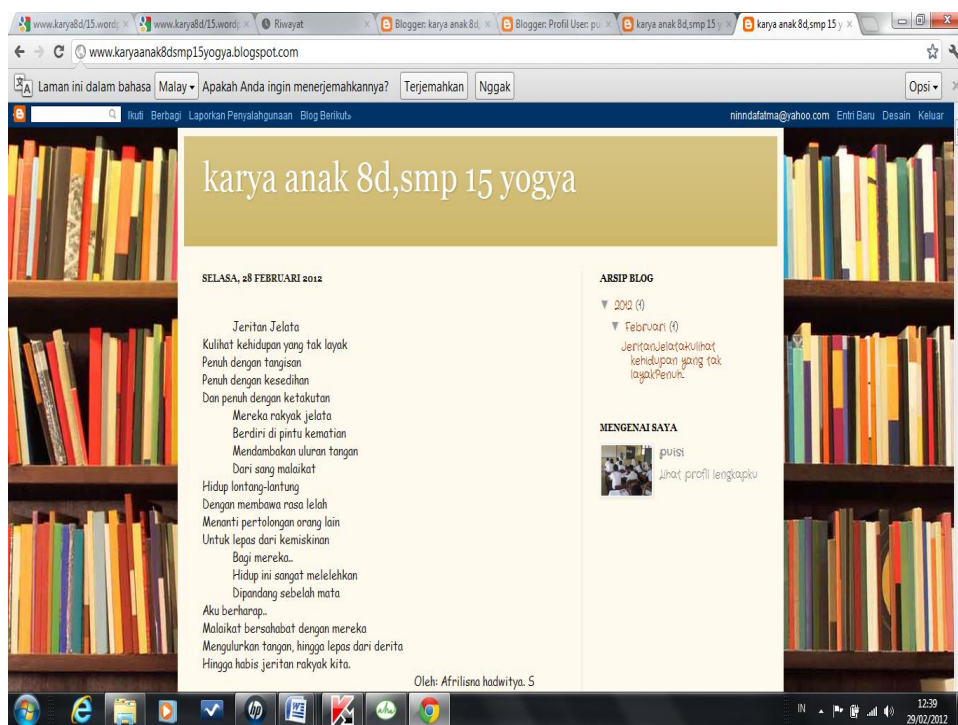 www.karya8d/15.word;
www.karya8d/15.word;
Riwayat
Blogger: karya anak 8d,
Blogger: Profil User: pu
karya anak 8d,smp 15 y
karya anak 8d,smp 15 y
www.karyaanak8dsmp15yogya.blogspot.com
Laman ini dalam bahasa Malay Apakah Anda ingin menerjemahkannya? Terjemahkan Nggak Opsi
Ikuti Berbagi Laporkan Penyalahgunaan Blog Berikut» ninndafatma@yahoo.com Entri Baru Desain Keluar
karya anak 8d,smp 15 yogya
SELASA, 28 FEBRUARI 2012
Jeritan Jelata
Kulihat kehidupan yang tak layak
Penuh dengan tangisan
Penuh dengan kesedihan
Dan penuh dengan ketakutan
Mereka rakyat jelata
Berdiri di pintu kematian
Mendambakan uluran tangan
Dari sang malaikat
Hidup lontang-lantung
Dengan membawa rasa lelah
Menanti pertolongan orang lain
Untuk lepas dari kemiskinan
Bagi mereka..
Hidup ini sangat melelehkan
Dipandang sebelah mata
Aku berharap..
Malaikat bersahabat dengan mereka
Mengulurkan tangan, hingga lepas dari derita
Hingga habis jeritan rakyak kita.
Oleh: Afrilisna hadwitya. S
ARSIP BLOG
▼ 2012 (1)
▼ Februari (1)
JeritanJelataKulihat
kehidupan yang tak
layakPenuh...
MENGENAI SAYA
puisi
Lihat profil lengkapku
IN
12:39
29/02/2012